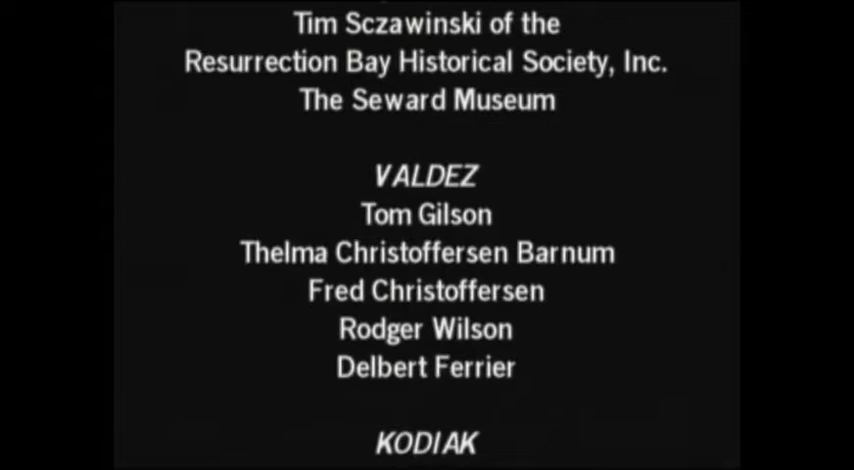 Tim Sczawinski of the
Resurrection Bay Historical Society, Inc.
The Seward Museum
VALDEZ
Tom Gilson
Thelma Christoffersen Barnum
Fred Christoffersen
Rodger Wilson
Delbert Ferrier
KODIAK